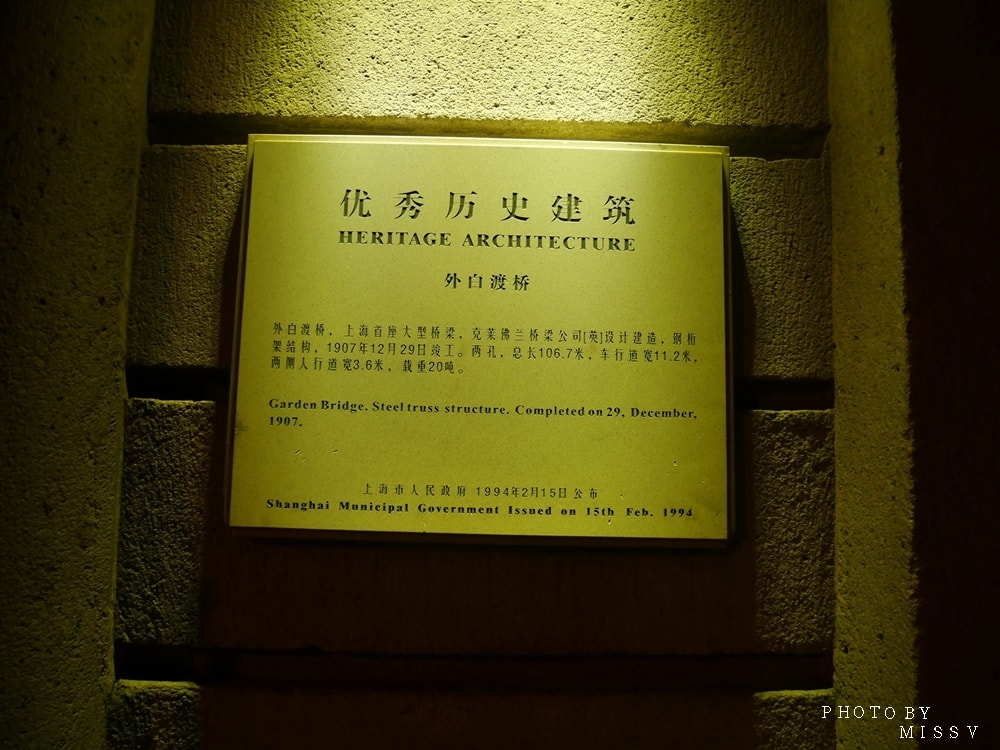 优秀历史建筑
HERITAGE ARCHITECTURE
外白渡桥
外白渡桥，上海首座大型桥梁，克莱佛兰桥梁公司[英]设计建造，钢桁
架结构，1907年12月29日竣工。两孔，总长106.7米，车行道宽11.2米，
两侧人行道宽3.6米，载重20吨。
Garden Bridge. Steel truss structure. Completed on 29, December,
1907.
上海市人民政府 1994年2月15日公布
Shanghai Municipal Government Issued on 15th Feb. 1994
PHOTO BY
MISS V